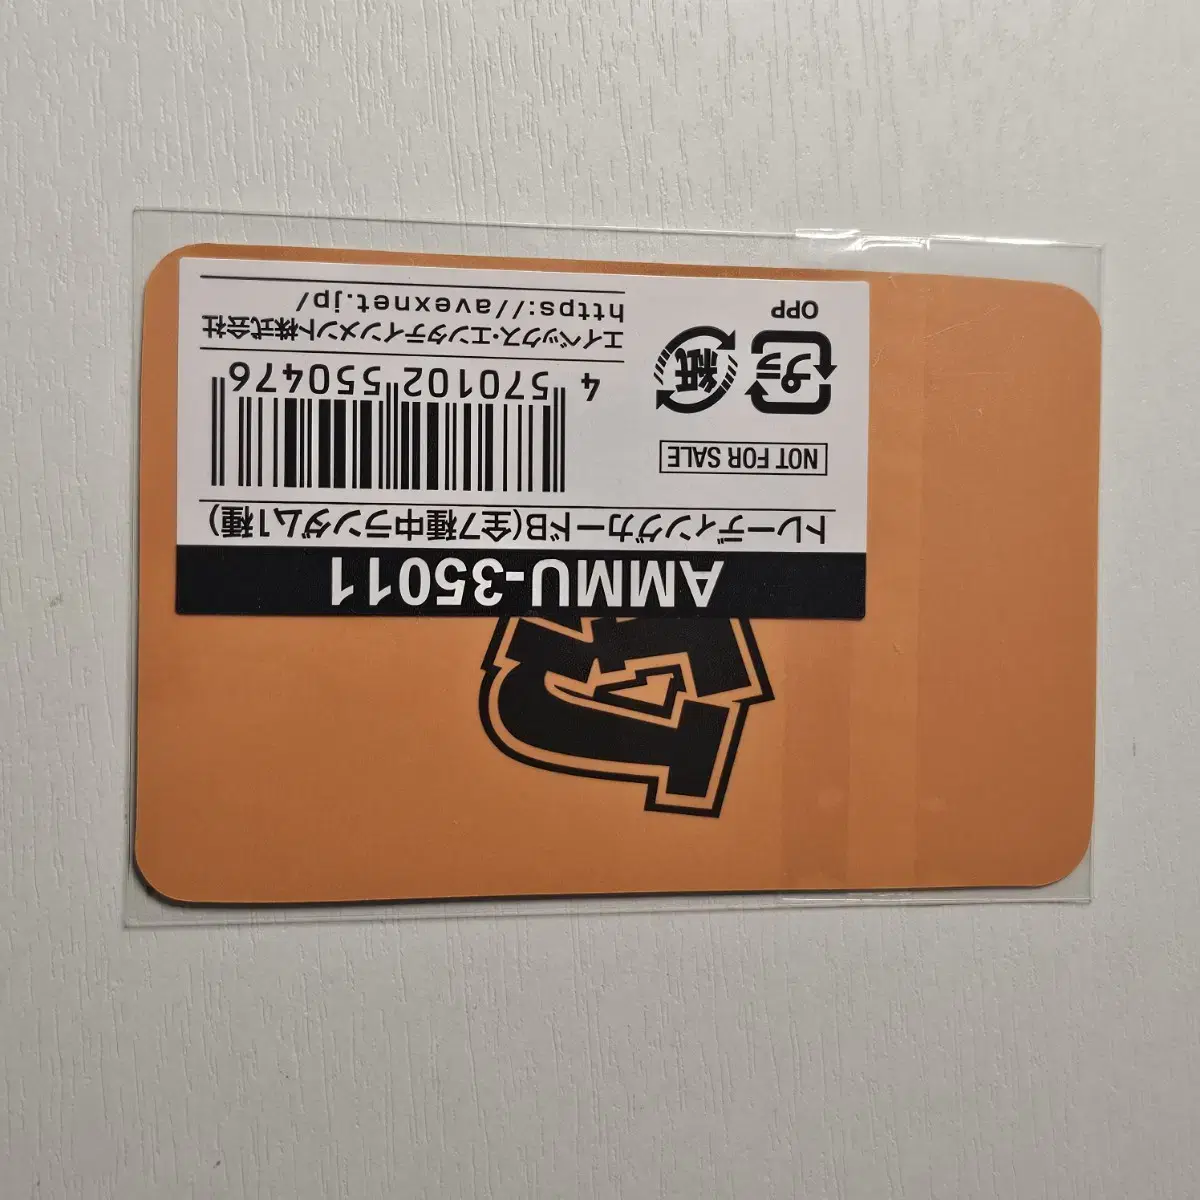 AMMU-35011
トレーディングカードB(全7種中ランダム1種)
NOT FOR SALE
4 570102 550476
プラ
紙
OPP
エイベックス・エンタテインメント株式会社
https://avexnet.jp/